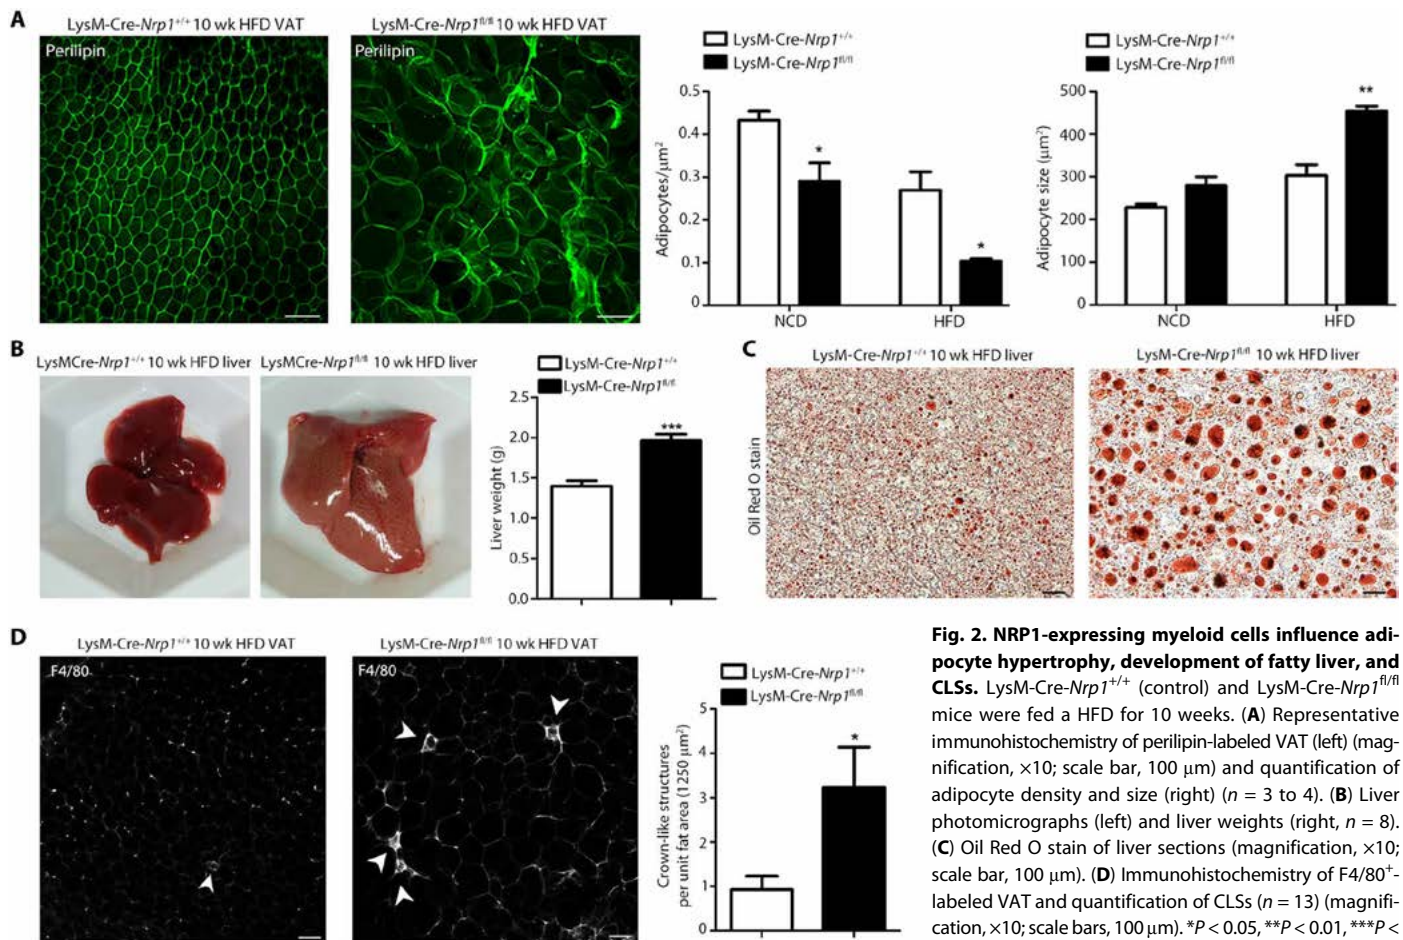 A
LysM-Cre-Nrp1+/+ 10 wk HFD VAT
LysM-Cre-Nrp1fl/fl 10 wk HFD VAT
Perilipin
Perilipin
LysM-Cre-Nrp1+/+
LysM-Cre-Nrp1fl/fl
Adipocytes/μm2
0.5
0.4
0.3
0.2
0.1
0
*
*
NCD
HFD
LysM-Cre-Nrp1+/+
LysM-Cre-Nrp1fl/fl
Adipocyte size (μm2)
500
400
300
200
100
0
**
NCD
HFD
B
LysMCre-Nrp1+/+ 10 wk HFD liver
LysMCre-Nrp1fl/fl 10 wk HFD liver
LysM-Cre-Nrp1+/+
LysM-Cre-Nrp1fl/fl
Liver weight (g)
2.5
2.0
1.5
1.0
0.5
0.0
***
C
LysM-Cre-Nrp1+/+ 10 wk HFD liver
LysM-Cre-Nrp1fl/fl 10 wk HFD liver
Oil Red O stain
D
LysM-Cre-Nrp1+/+ 10 wk HFD VAT
LysM-Cre-Nrp1fl/fl 10 wk HFD VAT
F4/80
F4/80
LysM-Cre-Nrp1+/+
LysM-Cre-Nrp1fl/fl
Crown-like structures
per unit fat area (1250 μm2)
5
4
3
2
1
0
*
Fig. 2. NRP1-expressing myeloid cells influence adi-
pocyte hypertrophy, development of fatty liver, and
CLSs. LysM-Cre-Nrp1+/+ (control) and LysM-Cre-Nrp1fl/fl
mice were fed a HFD for 10 weeks. (A) Representative
immunohistochemistry of perilipin-labeled VAT (left) (mag-
nification, ×10; scale bar, 100 μm) and quantification of
adipocyte density and size (right) (n = 3 to 4). (B) Liver
photomicrographs (left) and liver weights (right, n = 8).
(C) Oil Red O stain of liver sections (magnification, ×10;
scale bar, 100 μm). (D) Immunohistochemistry of F4/80+-
labeled VAT and quantification of CLSs (n = 13) (magnifi-
cation, ×10; scale bars, 100 μm). *P < 0.05, **P < 0.01, ***P <